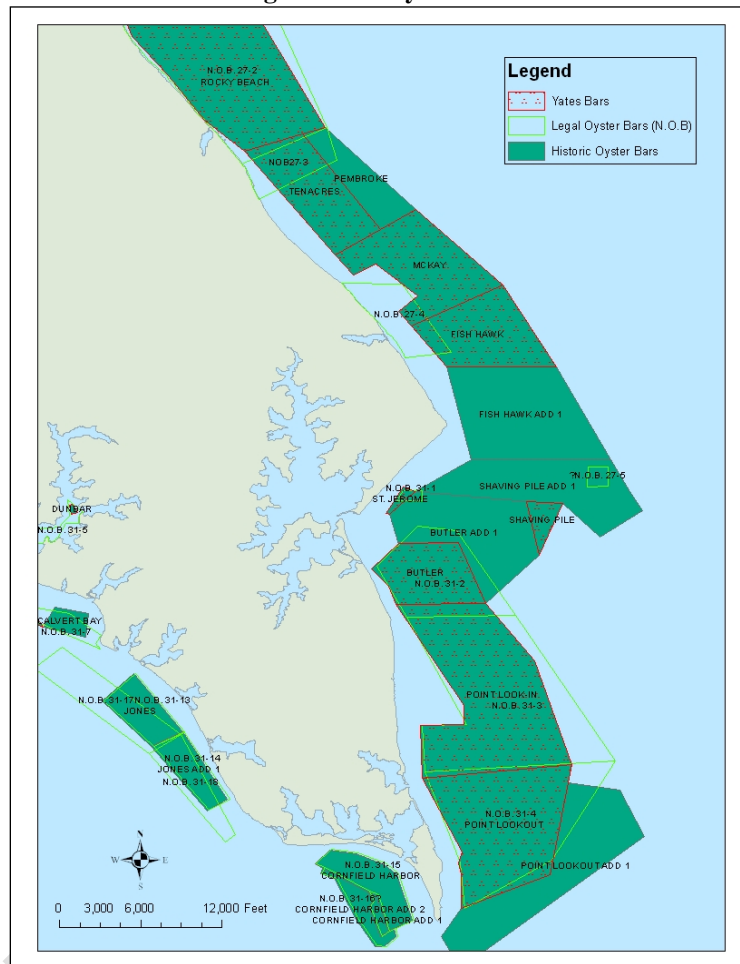 N.O.B. 27-2
ROCKY BEACH
Legend
Yates Bars
Legal Oyster Bars (N.O.B)
Historic Oyster Bars
NOB27-3
PEMBROKE
TENACRES
MCKAY
N.O.B. 27-4
FISH HAWK
FISH HAWK ADD 1
?N.O.B. 27-5
SHAVING PILE ADD 1
N.O.B. 31-1
ST. JEROME
SHAVING PILE
DUNBAR
N.O.B. 31-5
BUTLER ADD 1
BUTLER
N.O.B. 31-2
CALVERT BAY
N.O.B. 31-7
POINT LOOK-IN
N.O.B. 31-3
N.O.B. 31-17 N.O.B. 31-13
JONES
N.O.B. 31-14
JONES ADD 1
N.O.B. 31-18
N.O.B. 31-4
POINT LOOKOUT
POINT LOOKOUT ADD 1
N.O.B. 31-15
CORNFIELD HARBOR
N.O.B. 31-16?
CORNFIELD HARBOR ADD 2
CORNFIELD HARBOR ADD 1
N
W E
S
0 3,000 6,000 12,000 Feet